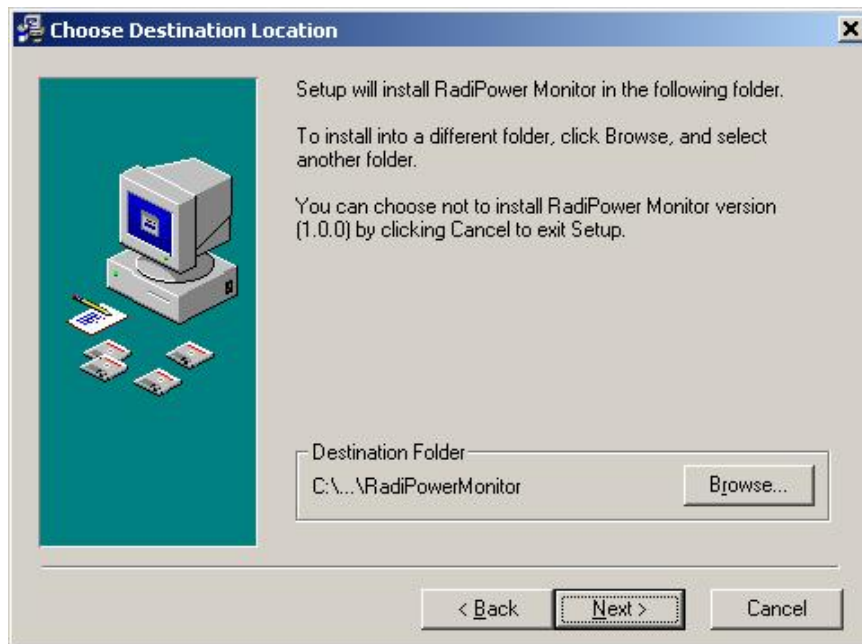 Choose Destination Location
Setup will install RadiPower Monitor in the following folder.
To install into a different folder, click Browse, and select
another folder.
You can choose not to install RadiPower Monitor version
(1.0.0) by clicking Cancel to exit Setup.
Destination Folder
C:\...\RadiPowerMonitor
Browse...
< Back
Next >
Cancel